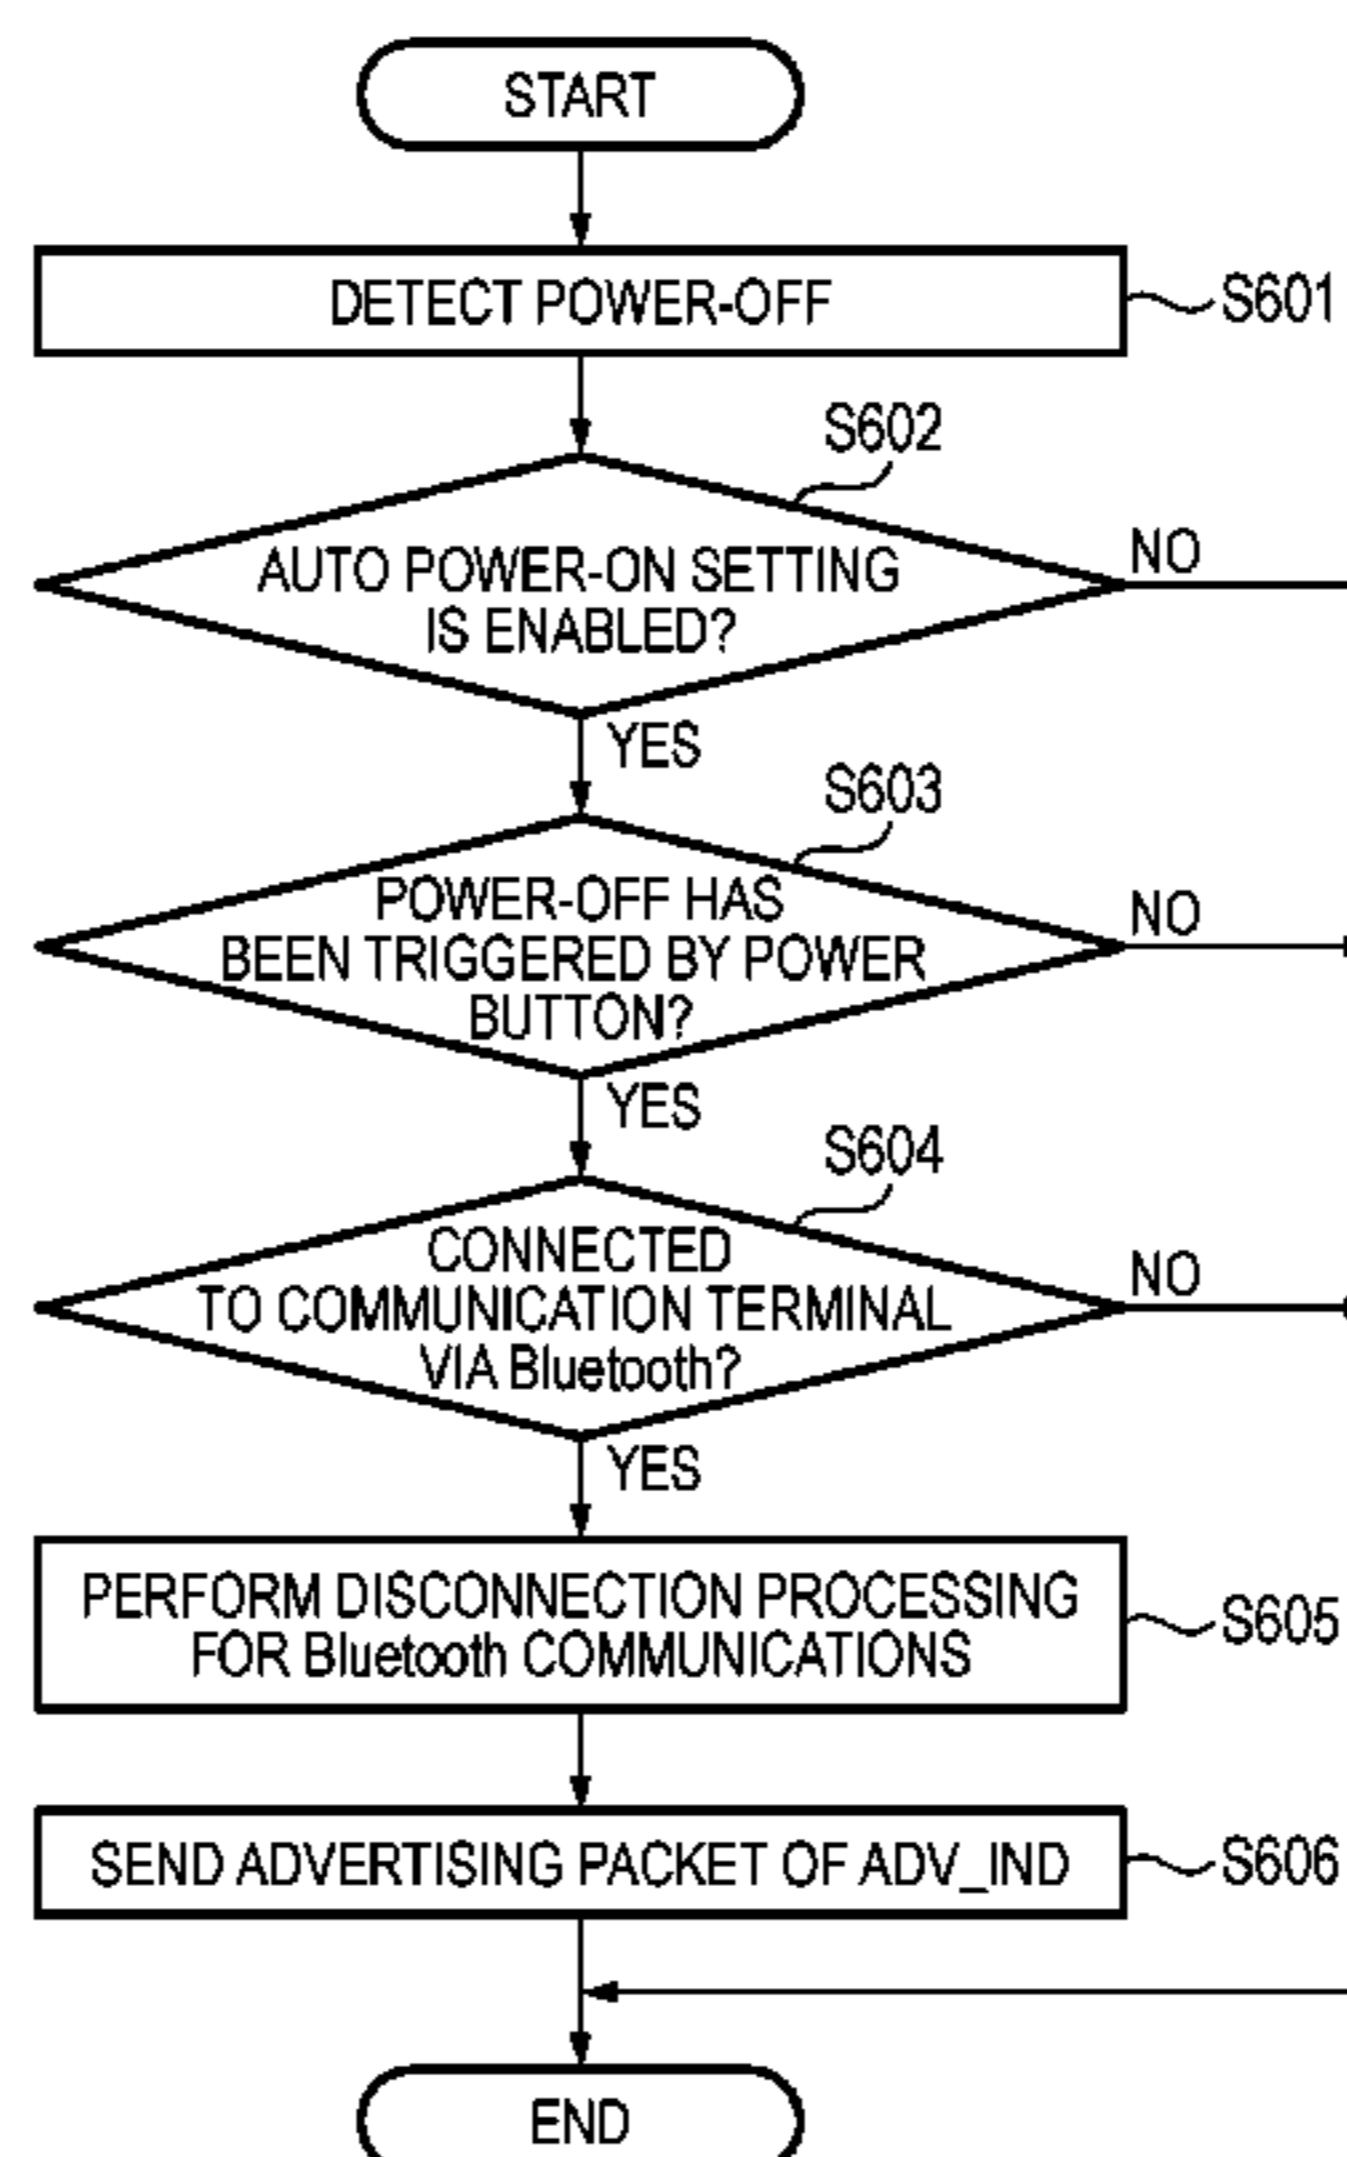 START
DETECT POWER-OFF
S601
S602
AUTO POWER-ON SETTING
IS ENABLED?
NO
YES
S603
POWER-OFF HAS
BEEN TRIGGERED BY POWER
BUTTON?
NO
YES
S604
CONNECTED
TO COMMUNICATION TERMINAL
VIA Bluetooth?
NO
YES
PERFORM DISCONNECTION PROCESSING
FOR Bluetooth COMMUNICATIONS
S605
SEND ADVERTISING PACKET OF ADV_IND
S606
END